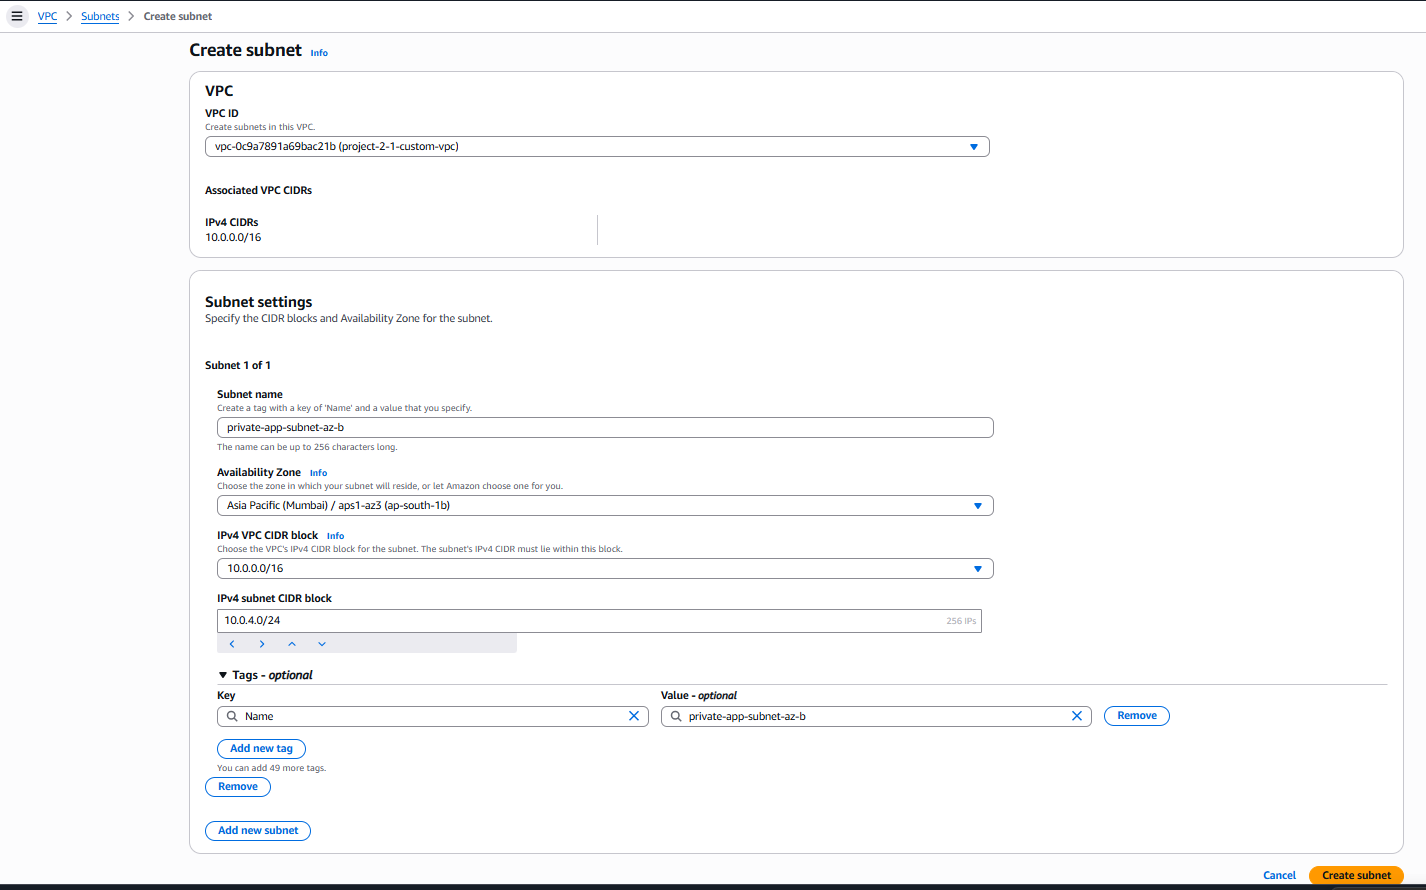 VPC > Subnets > Create subnet
Create subnet Info
VPC
VPC ID
Create subnets in this VPC.
vpc-0c9a7891a69bac21b (project-2-1-custom-vpc)
Associated VPC CIDRs
IPv4 CIDRs
10.0.0.0/16
Subnet settings
Specify the CIDR blocks and Availability Zone for the subnet.
Subnet 1 of 1
Subnet name
Create a tag with a key of 'Name' and a value that you specify.
private-app-subnet-az-b
The name can be up to 256 characters long.
Availability Zone Info
Choose the zone in which your subnet will reside, or let Amazon choose one for you.
Asia Pacific (Mumbai) / aps1-az3 (ap-south-1b)
IPv4 VPC CIDR block Info
Choose the VPC's IPv4 CIDR block for the subnet. The subnet's IPv4 CIDR must lie within this block.
10.0.0.0/16
IPv4 subnet CIDR block
10.0.4.0/24 256 IPs
Tags - optional
Key Value - optional
Name private-app-subnet-az-b Remove
Add new tag
You can add 49 more tags.
Remove
Add new subnet
Cancel Create subnet